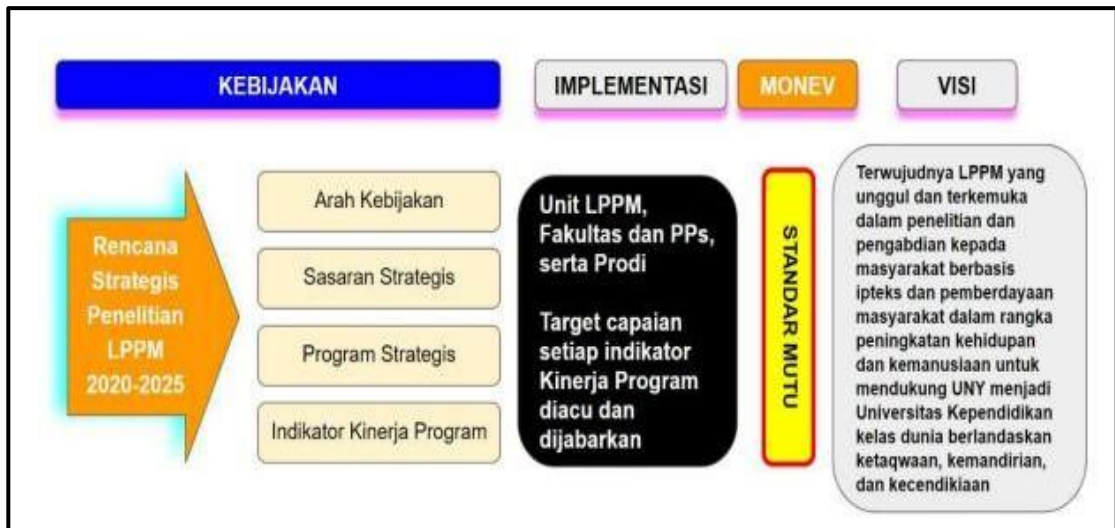 KEBIJAKAN
IMPLEMENTASI
MONEV
VISI
Rencana
Strategis
Penelitian
LPPM
2020-2025
Arah Kebijakan
Sasaran Strategis
Program Strategis
Indikator Kinerja Program
Unit LPPM,
Fakultas dan PPs,
serta Prodi
Target capaian
setiap indikator
Kinerja Program
diacu dan
dijabarkan
STANDAR MUTU
Terwujudnya LPPM yang
unggul dan terkemuka
dalam penelitian dan
pengabdian kepada
masyarakat berbasis
ipteks dan pemberdayaan
masyarakat dalam rangka
peningkatan kehidupan
dan kemanusiaan untuk
mendukung UNY menjadi
Universitas Kependidikan
kelas dunia berlandaskan
ketaqwaan, kemandirian,
dan kecendikiaan